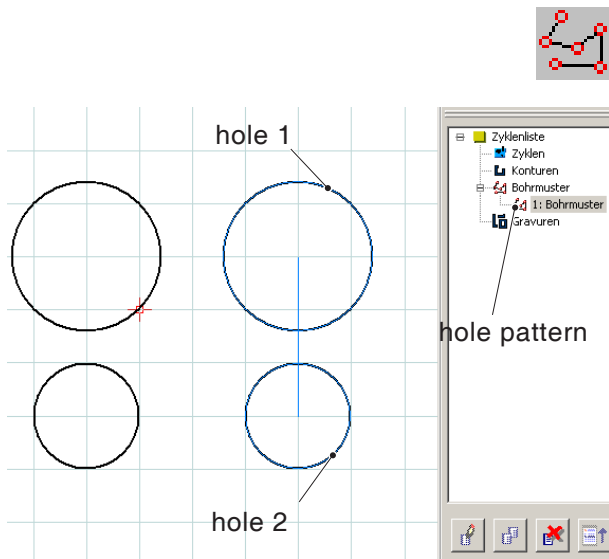 hole 1
Zyklenliste
Zyklen
Konturen
Bohrmuster
1: Bohrmuster
Gravuren
hole pattern
hole 2